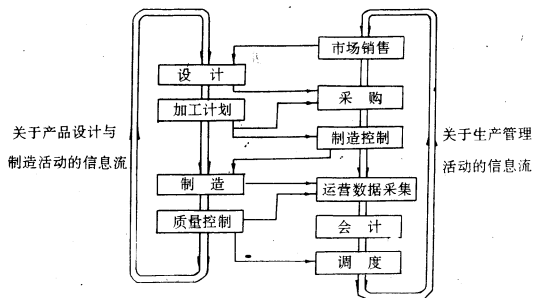 市场销售
设 计
采 购
加工计划
关于产品设计与
制造活动的信息流
制造控制
关于生产管理
活动的信息流
制 造
运营数据采集
质量控制
会 计
调 度